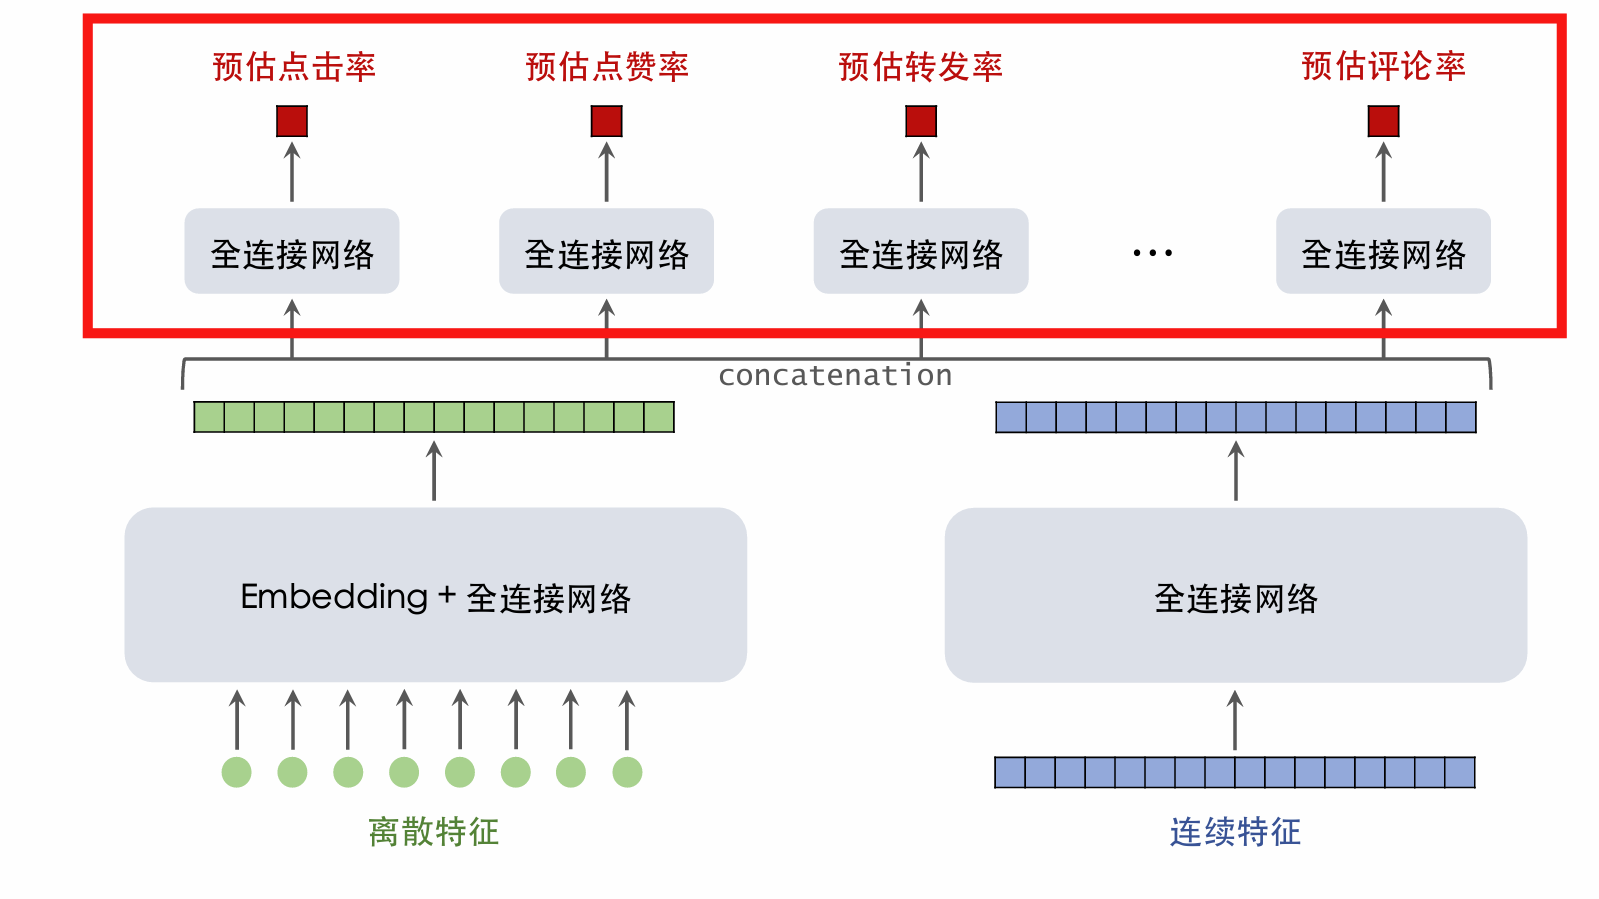 预估点击率 预估点赞率 预估转发率 预估评论率
全连接网络 全连接网络 全连接网络 ... 全连接网络
concatenation
Embedding + 全连接网络 全连接网络
离散特征 连续特征